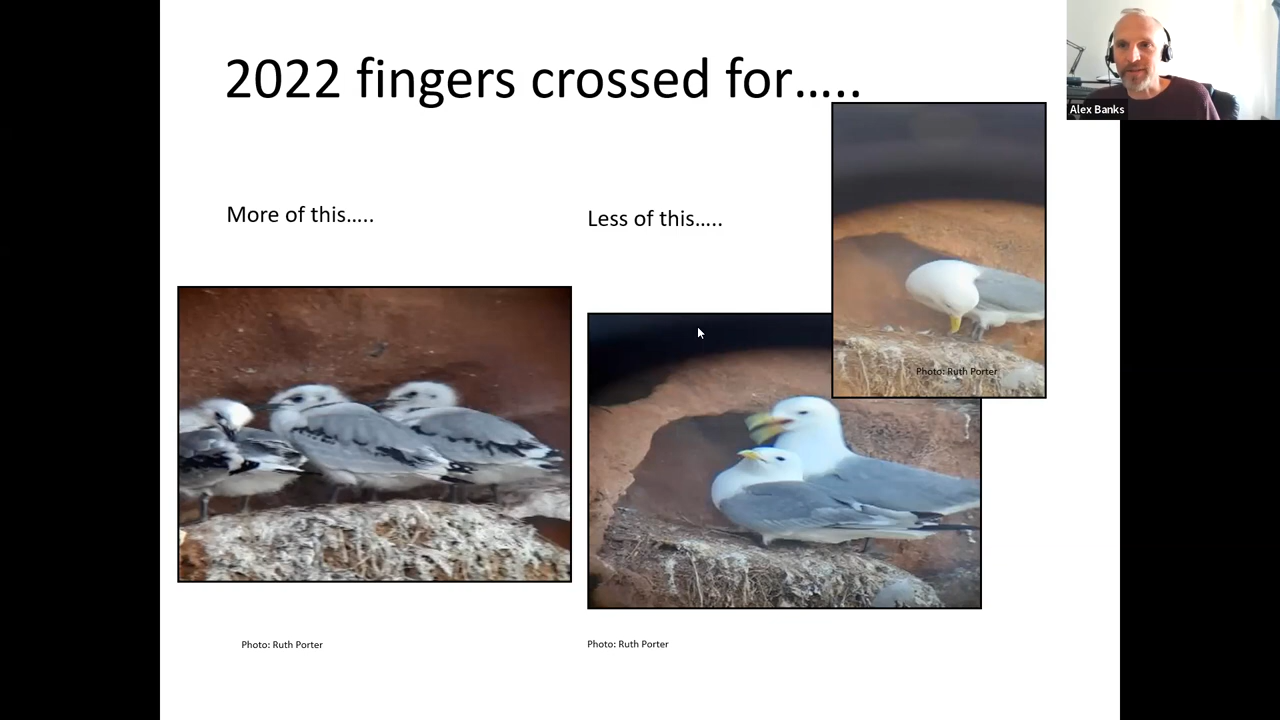 2022 fingers crossed for…..
Alex Banks
More of this…..
Less of this…..
Photo: Ruth Porter
Photo: Ruth Porter
Photo: Ruth Porter